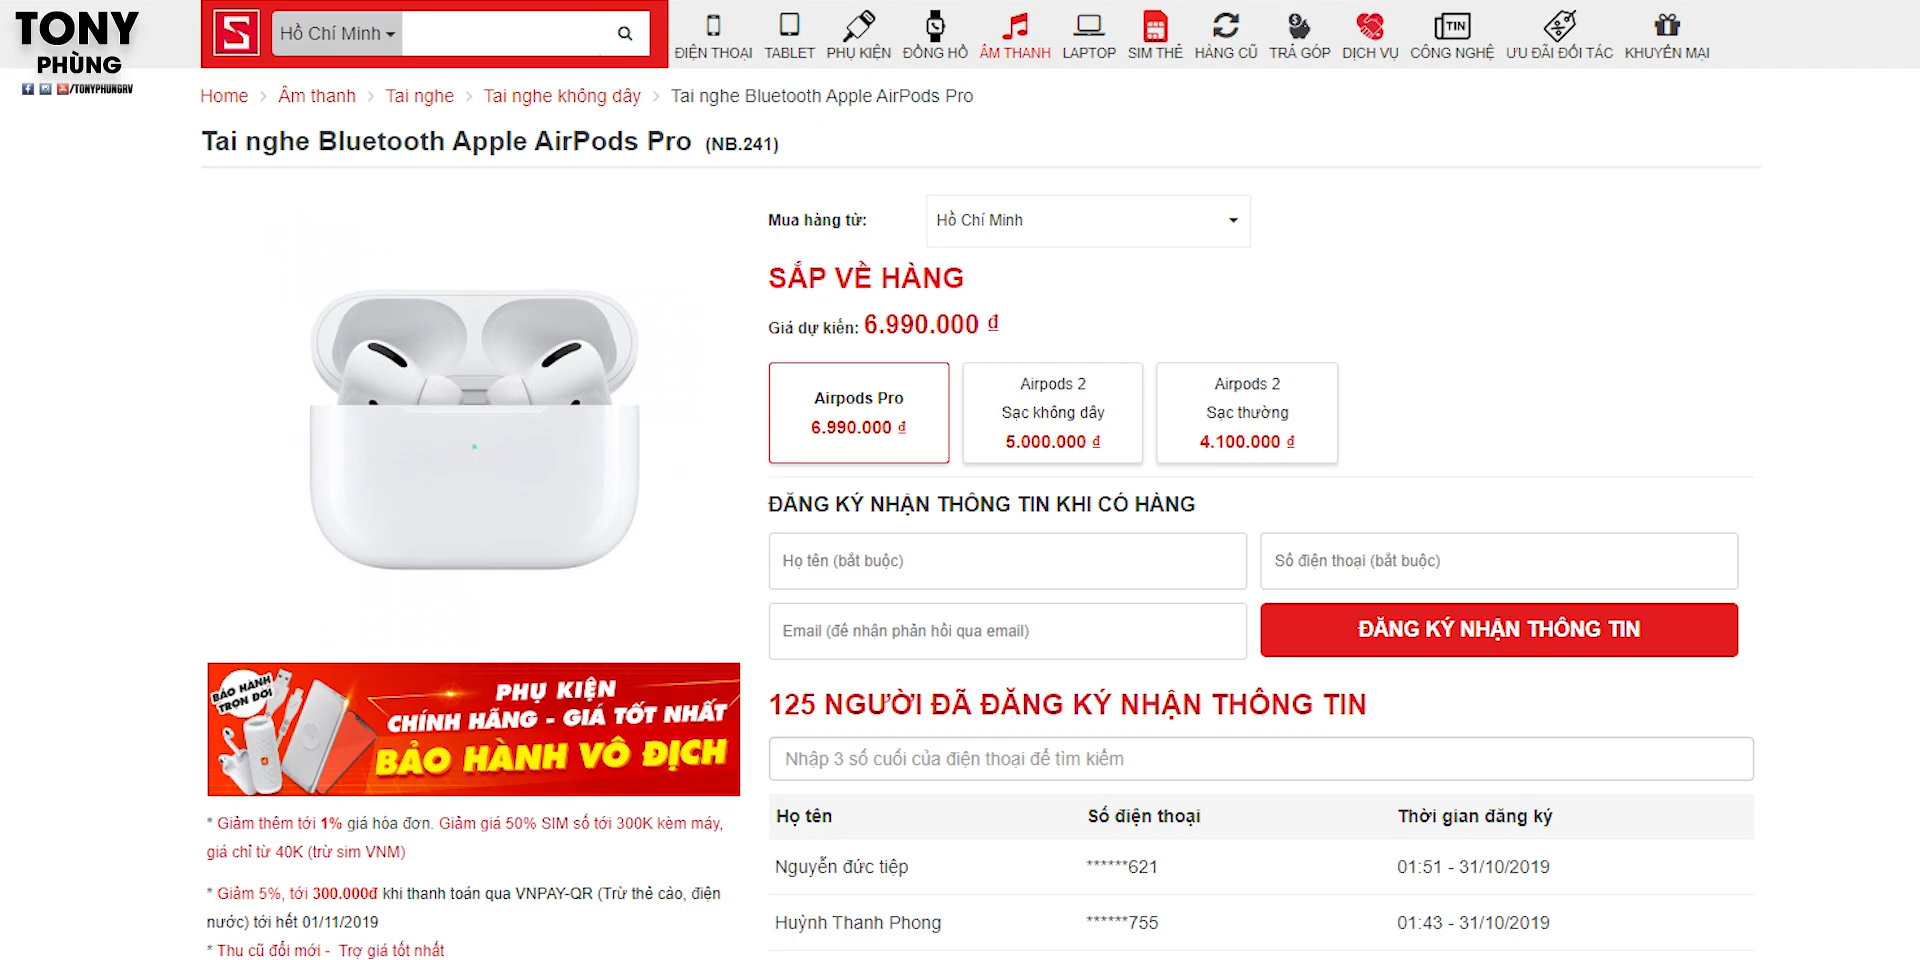 TONY
PHÙNG
/TONYPHUNGRV
S
Hồ Chí Minh
ĐIỆN THOẠI
TABLET
PHỤ KIỆN
ĐỒNG HỒ
ÂM THANH
LAPTOP
SIM THẺ
HÀNG CŨ
TRẢ GÓP
DỊCH VỤ
TIN
CÔNG NGHỆ
ƯU ĐÃI ĐỐI TÁC
KHUYẾN MẠI
Home > Âm thanh > Tai nghe > Tai nghe không dây > Tai nghe Bluetooth Apple AirPods Pro
Tai nghe Bluetooth Apple AirPods Pro (NB.241)
Mua hàng từ:
Hồ Chí Minh
SẮP VỀ HÀNG
Giá dự kiến: 6.990.000 ₫
Airpods Pro
6.990.000 ₫
Airpods 2
Sạc không dây
5.000.000 ₫
Airpods 2
Sạc thường
4.100.000 ₫
ĐĂNG KÝ NHẬN THÔNG TIN KHI CÓ HÀNG
Họ tên (bắt buộc)
Số điện thoại (bắt buộc)
Email (để nhân phản hồi qua email)
ĐĂNG KÝ NHẬN THÔNG TIN
125 NGƯỜI ĐÃ ĐĂNG KÝ NHẬN THÔNG TIN
Nhập 3 số cuối của điện thoại để tìm kiếm
Họ tên Số điện thoại Thời gian đăng ký
Nguyễn đức tiệp ******621 01:51 - 31/10/2019
Huỳnh Thanh Phong ******755 01:43 - 31/10/2019
BẢO HÀNH
TRỌN ĐỜI
PHỤ KIỆN
CHÍNH HÃNG - GIÁ TỐT NHẤT
BẢO HÀNH VÔ ĐỊCH
* Giảm thêm tới 1% giá hóa đơn. Giảm giá 50% SIM số tới 300K kèm máy,
giá chỉ từ 40K (trừ sim VNM)
* Giảm 5%, tới 300.000đ khi thanh toán qua VNPAY-QR (Trừ thẻ cào, điện
nước) tới hết 01/11/2019
* Thu cũ đổi mới - Trợ giá tốt nhất